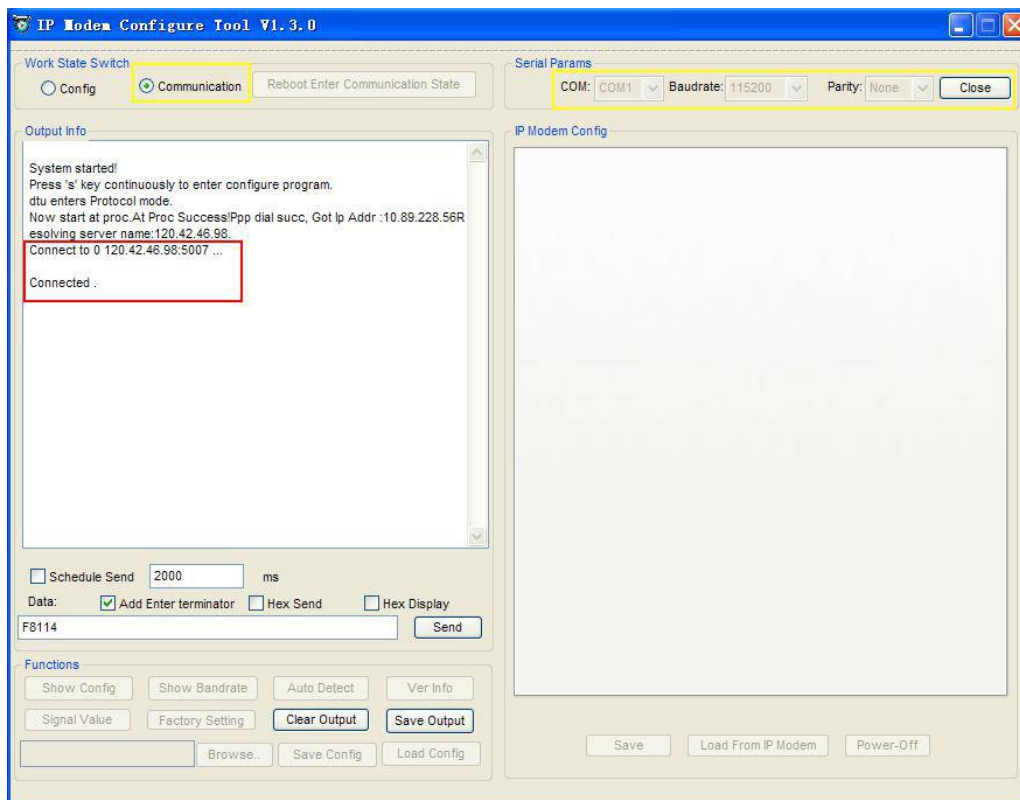 IP Modem Configure Tool V1.3.0
Work State Switch
Config
Communication
Reboot Enter Communication State
Serial Params
COM: COM1 Baudrate: 115200 Parity: None Close
Output Info
System started!
Press 's' key continuously to enter configure program.
dtu enters Protocol mode.
Now start at proc.At Proc Success!Ppp dial succ, Got Ip Addr :10.89.228.56R
esolving server name:120.42.46.98.
Connect to 0 120.42.46.98:5007 ...
Connected .
IP Modem Config
Schedule Send 2000 ms
Data: Add Enter terminator Hex Send Hex Display
F8114 Send
Functions
Show Config Show Bandrate Auto Detect Ver Info
Signal Value Factory Setting Clear Output Save Output
Browse.. Save Config Load Config
Save Load From IP Modem Power-Off